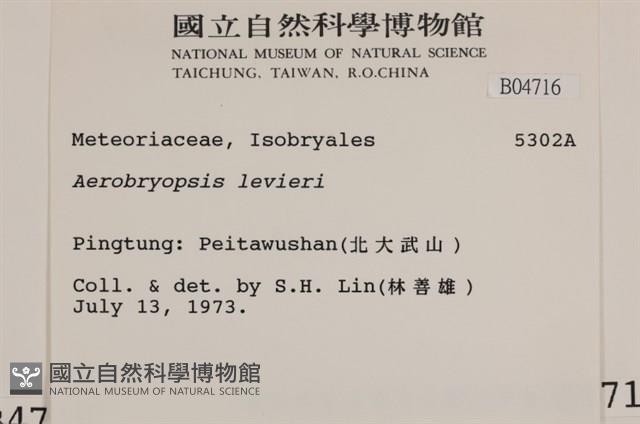 國立自然科學博物館
NATIONAL MUSEUM OF NATURAL SCIENCE
TAICHUNG, TAIWAN, R.O.CHINA
B04716
Meteoriaceae, Isobryales 5302A
Aerobryopsis levieri
Pingtung: Peitawushan(北大武山)
Coll. & det. by S.H. Lin(林善雄)
July 13, 1973.
國立自然科學博物館
NATIONAL MUSEUM OF NATURAL SCIENCE
71
47